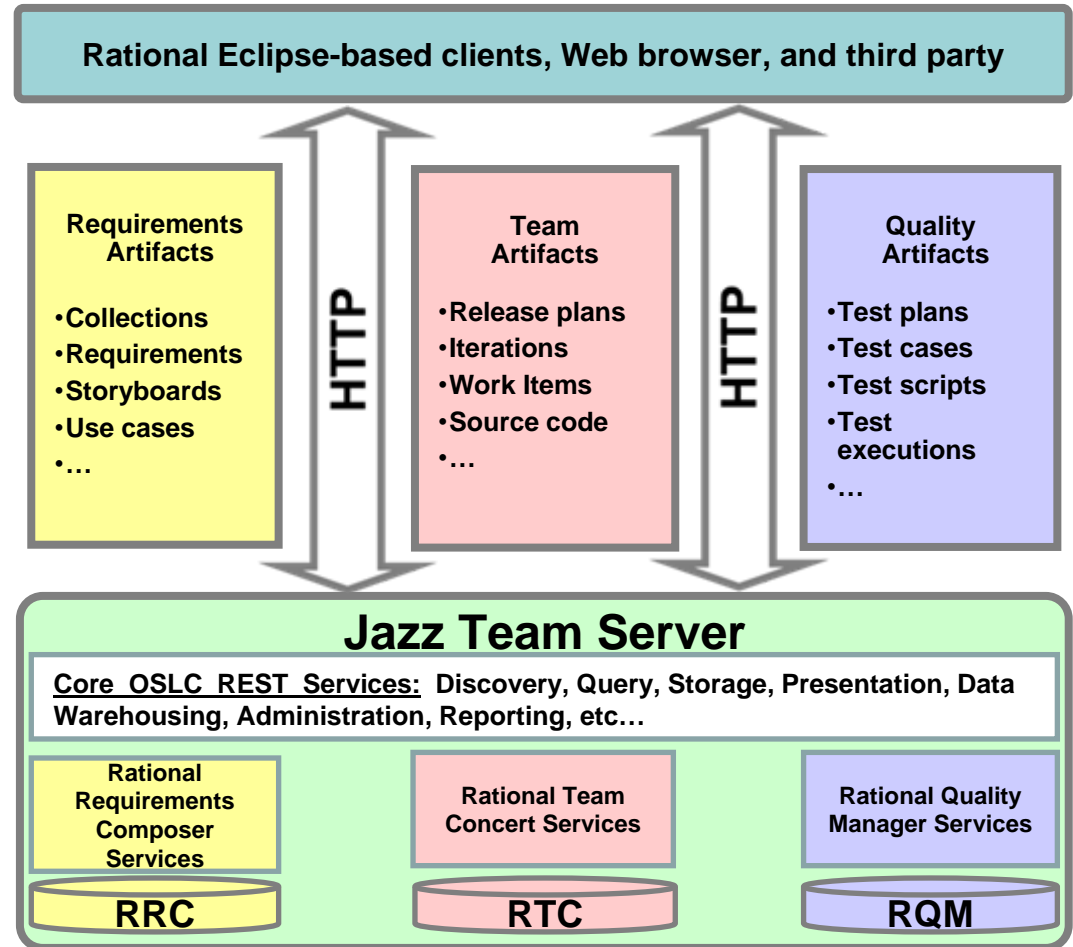 Rational Eclipse-based clients, Web browser, and third party
Requirements
Artifacts
•Collections
•Requirements
•Storyboards
•Use cases
•…
HTTP
Team
Artifacts
•Release plans
•Iterations
•Work Items
•Source code
•…
HTTP
Quality
Artifacts
•Test plans
•Test cases
•Test scripts
•Test
executions
•…
Jazz Team Server
Core OSLC REST Services: Discovery, Query, Storage, Presentation, Data
Warehousing, Administration, Reporting, etc…
Rational
Requirements
Composer
Services
Rational Team
Concert Services
Rational Quality
Manager Services
RRC
RTC
RQM